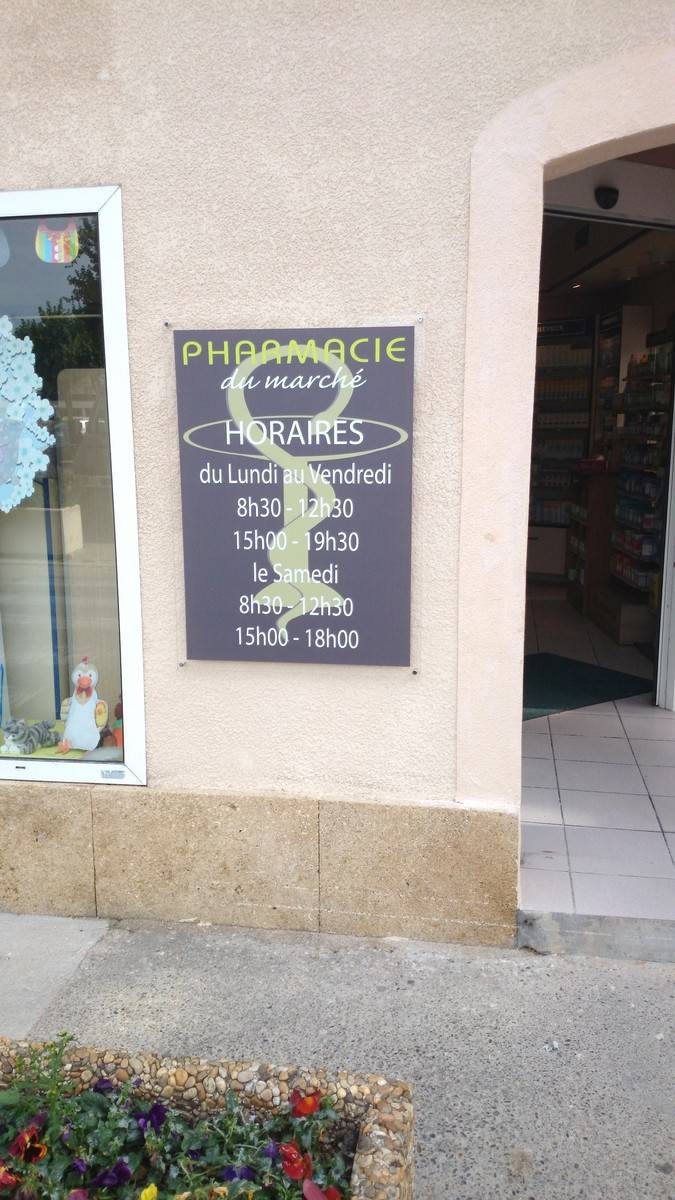 PHARMACIE
du marché
HORAIRES
du Lundi au Vendredi
8h30 - 12h30
15h00 - 19h30
le Samedi
8h30 - 12h30
15h00 - 18h00